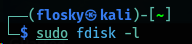 ┌──(flosky㉿kali)-[~]
└─$ sudo fdisk -l